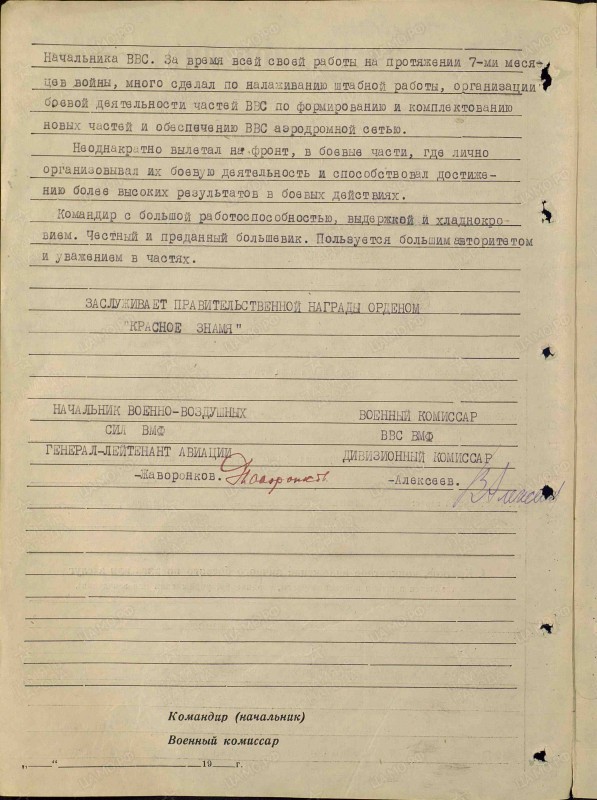 Начальника ВВС. За время всей своей работы на протяжении 7-ми меся-
цев войны, много сделал по налаживанию штабной работы, организации
боевой деятельности частей ВВС по формированию и комплектованию
новых частей и обеспечению ВВС аэродромной сетью.
Неоднакратно вылетал на фронт, в боевые части, где лично
организовывал их боевую деятельность и способствовал достиже-
нию более высоких результатов в боевых действиях.
Командир с большой работоспособностью, выдержкой и хладнокро-
вием. Честный и преданный большевик. Пользуется большим авторитетом
и уважением в частях.
ЗАСЛУЖИВАЕТ ПРАВИТЕЛЬСТВЕННОЙ НАГРАДЫ ОРДЕНОМ
"КРАСНОЕ ЗНАМЯ"
НАЧАЛЬНИК ВОЕННО-ВОЗДУШНЫХ ВОЕННЫЙ КОМИССАР
СИЛ ВМФ ВВС ВМФ
ГЕНЕРАЛ-ЛЕЙТЕНАНТ АВИАЦИИ ДИВИЗИОННЫЙ КОМИССАР
-Жаворонков. -Алексеев.
Командир (начальник)
Военный комиссар
„ “ 19 г.